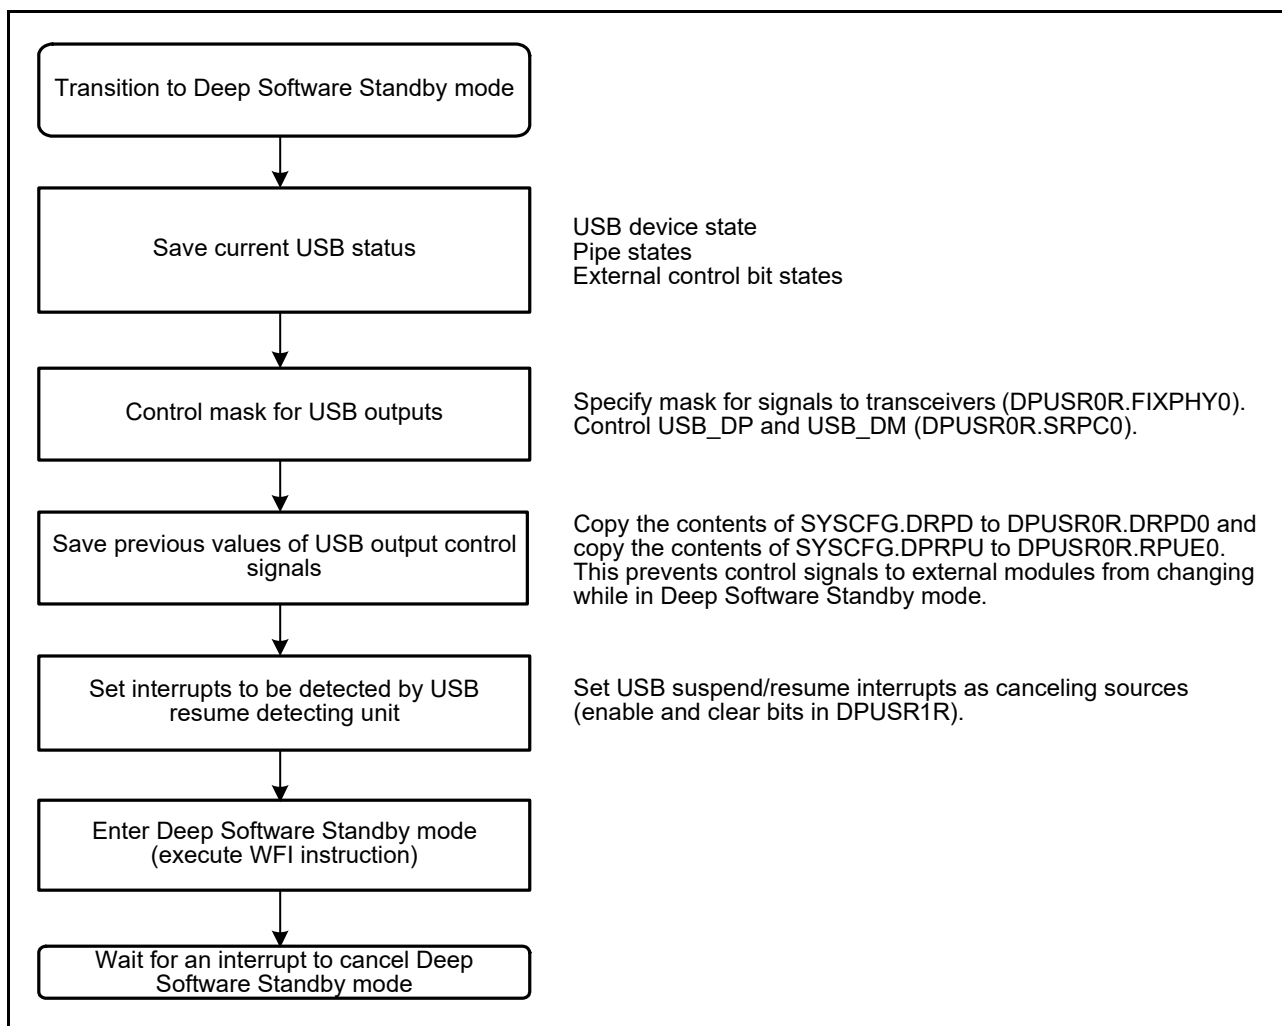 Transition to Deep Software Standby mode
Save current USB status
USB device state
Pipe states
External control bit states
Control mask for USB outputs
Specify mask for signals to transceivers (DPUSR0R.FIXPHY0).
Control USB_DP and USB_DM (DPUSR0R.SRPC0).
Save previous values of USB output control
signals
Copy the contents of SYSCFG.DRPD to DPUSR0R.DRPD0 and
copy the contents of SYSCFG.DPRPU to DPUSR0R.RPUE0.
This prevents control signals to external modules from changing
while in Deep Software Standby mode.
Set interrupts to be detected by USB
resume detecting unit
Set USB suspend/resume interrupts as canceling sources
(enable and clear bits in DPUSR1R).
Enter Deep Software Standby mode
(execute WFI instruction)
Wait for an interrupt to cancel Deep
Software Standby mode